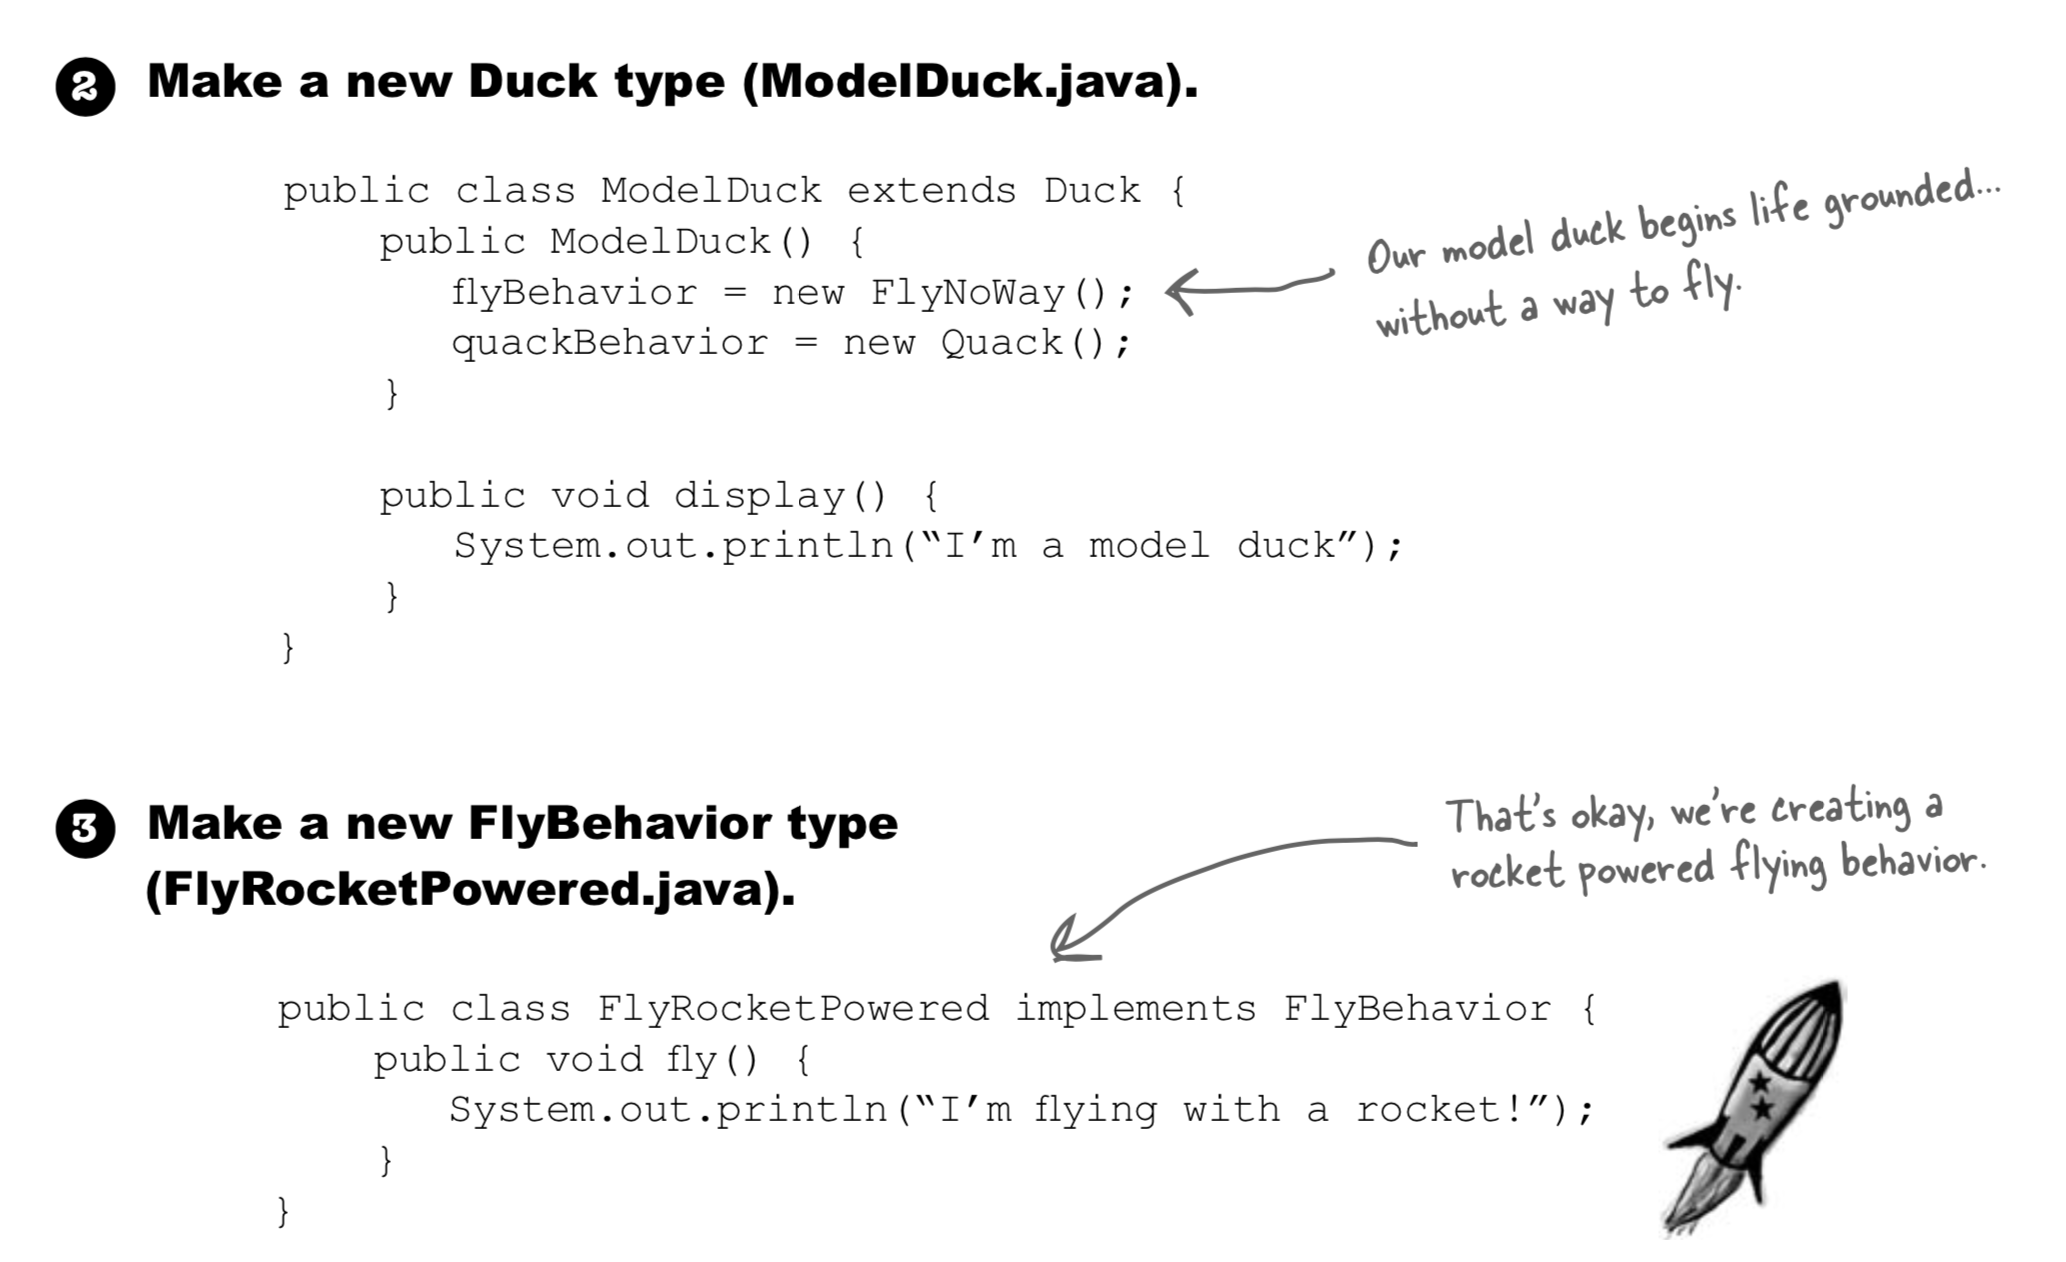 2 Make a new Duck type (ModelDuck.java).
public class ModelDuck extends Duck {
public ModelDuck() {
flyBehavior = new FlyNoWay();
quackBehavior = new Quack();
}
Our model duck begins life grounded...
without a way to fly.
public void display() {
System.out.println(“I’m a model duck”);
}
}
3 Make a new FlyBehavior type
(FlyRocketPowered.java).
That's okay, we're creating a
rocket powered flying behavior.
public class FlyRocketPowered implements FlyBehavior {
public void fly() {
System.out.println(“I’m flying with a rocket!”);
}
}